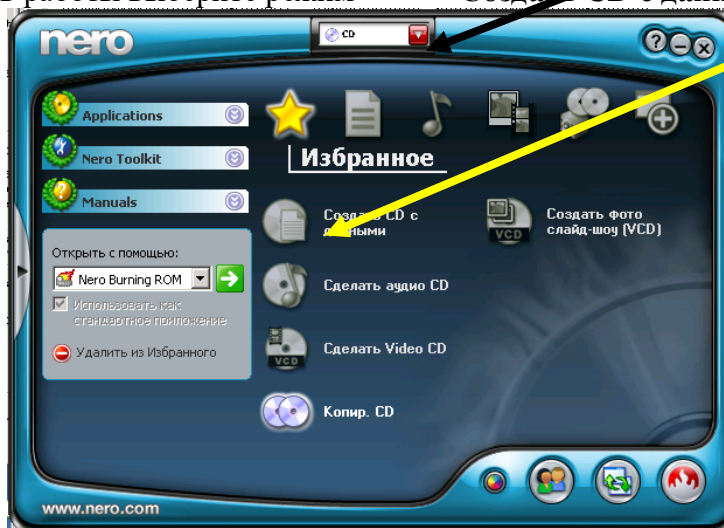 nero
CD
Applications
Nero Toolkit
Manuals
Избранное
Создать CD с
данными
Создать фото
слайд-шоу (VCD)
VCD
Открыть с помощью:
Nero Burning ROM
Использовать как
стандартное приложение
Удалить из Избранного
Сделать аудио CD
Сделать Video CD
VCD
Копир. CD
www.nero.com